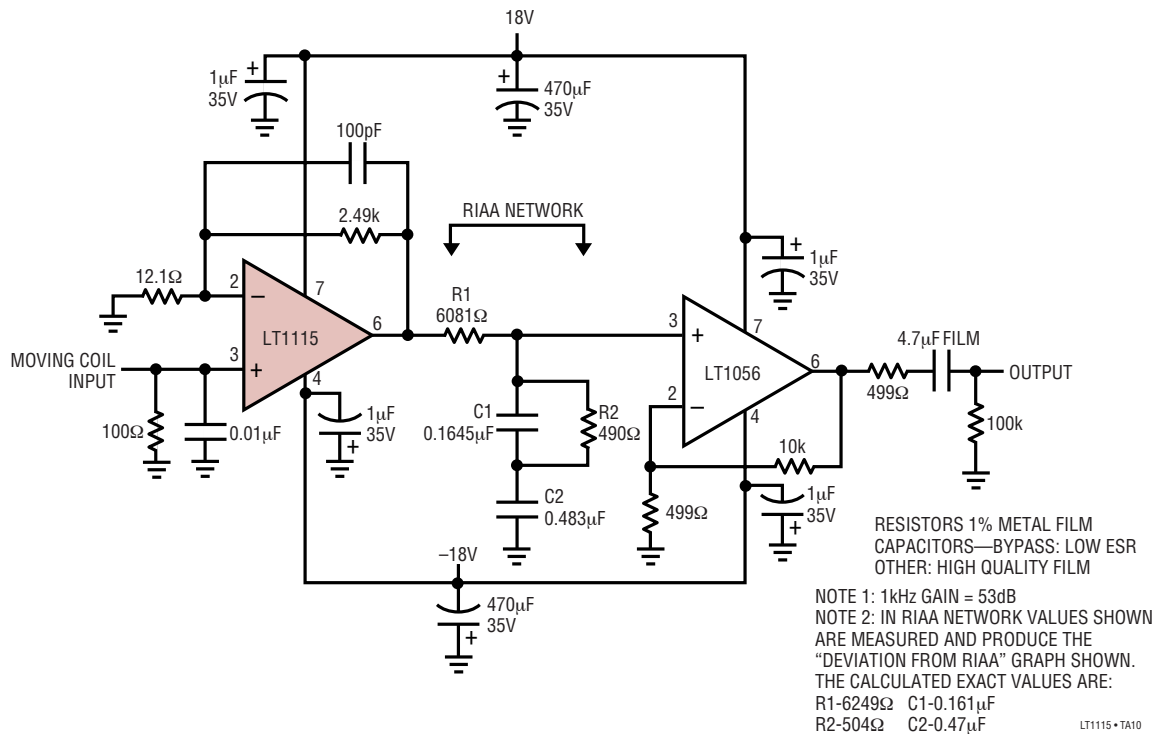 18V
+
1µF
35V
+
470µF
35V
100pF
2.49k
RIAA NETWORK
+
1µF
35V
12.1Ω
2
–
7
LT1115
6
3
+
4
MOVING COIL
INPUT
100Ω
0.01µF
1µF
35V
+
R1
6081Ω
C1
0.1645µF
R2
490Ω
C2
0.483µF
3
+
7
LT1056
6
2
–
4
4.7µF FILM
499Ω
OUTPUT
100k
10k
499Ω
1µF
35V
+
–18V
470µF
35V
+
RESISTORS 1% METAL FILM
CAPACITORS—BYPASS: LOW ESR
OTHER: HIGH QUALITY FILM
NOTE 1: 1kHz GAIN = 53dB
NOTE 2: IN RIAA NETWORK VALUES SHOWN
ARE MEASURED AND PRODUCE THE
“DEVIATION FROM RIAA” GRAPH SHOWN.
THE CALCULATED EXACT VALUES ARE:
R1-6249Ω C1-0.161µF
R2-504Ω C2-0.47µF
LT1115 • TA10